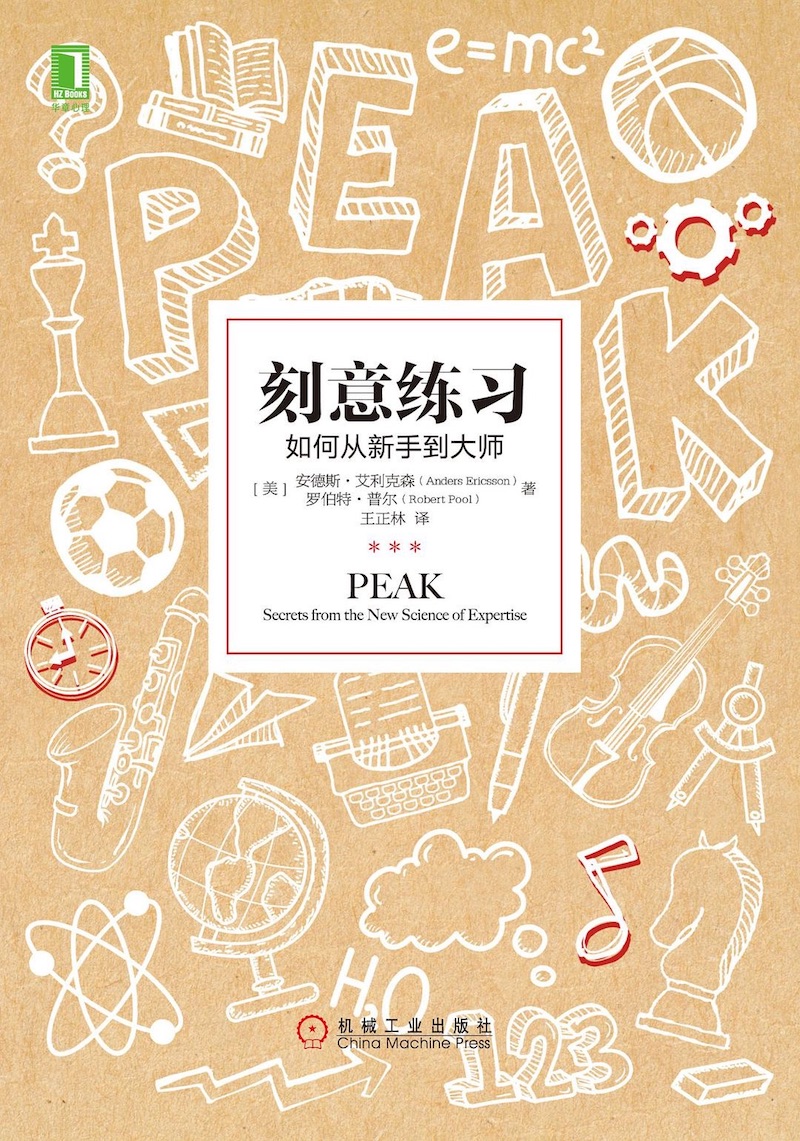 HZ BOOKS
华章心理
e=mc²
PEAK
刻意练习
如何从新手到大师
[美] 安德斯·艾利克森(Anders Ericsson)
罗伯特·普尔(Robert Pool) 著
王正林 译
***
PEAK
Secrets from the New Science of Expertise
H₂O
123
机械工业出版社
China Machine Press